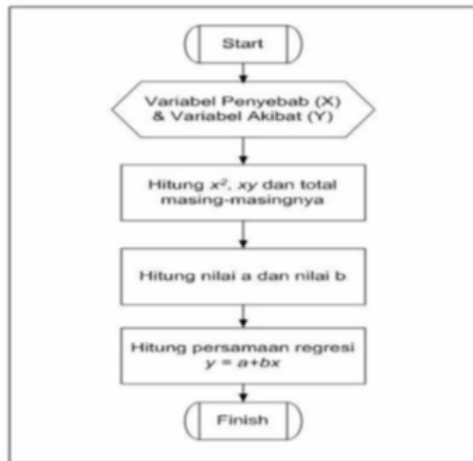 Start
Variabel Penyebab (X)
& Variabel Akibat (Y)
Hitung x², xy dan total
masing-masingnya
Hitung nilai a dan nilai b
Hitung persamaan regresi
y = a+bx
Finish